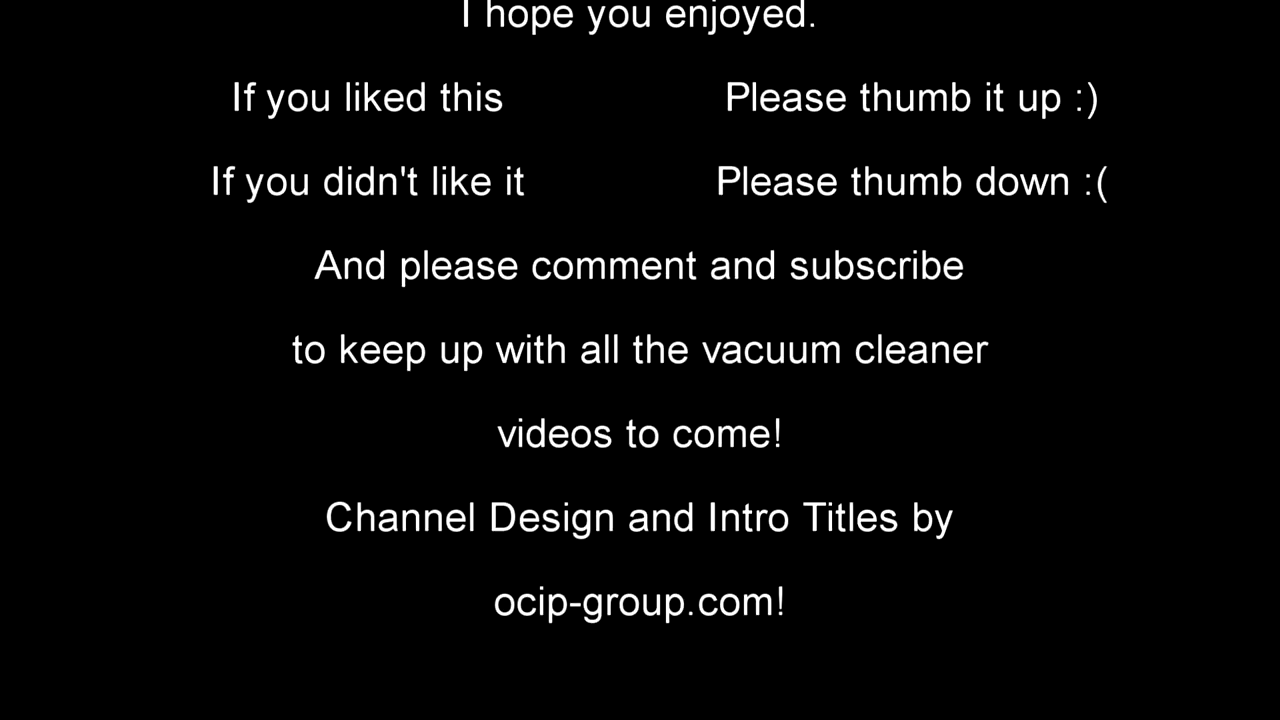 I hope you enjoyed.
If you liked this Please thumb it up :)
If you didn't like it Please thumb down :(
And please comment and subscribe
to keep up with all the vacuum cleaner
videos to come!
Channel Design and Intro Titles by
ocip-group.com!